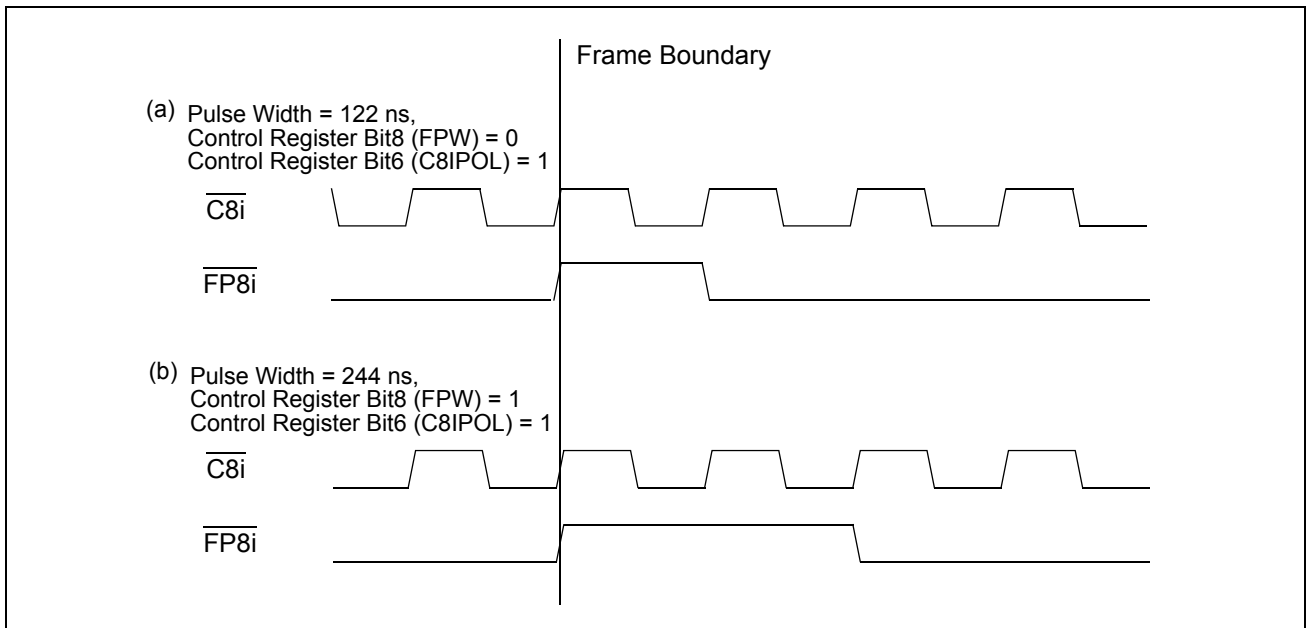 Frame Boundary
(a) Pulse Width = 122 ns,
Control Register Bit8 (FPW) = 0
Control Register Bit6 (C8IPOL) = 1
C8i
FP8i
(b) Pulse Width = 244 ns,
Control Register Bit8 (FPW) = 1
Control Register Bit6 (C8IPOL) = 1
C8i
FP8i